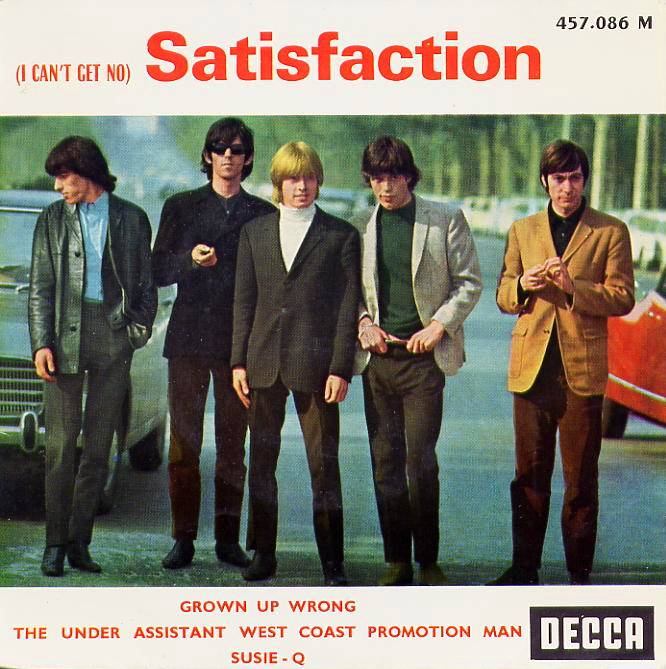 457.086 M
(I CAN'T GET NO) Satisfaction
GROWN UP WRONG
THE UNDER ASSISTANT WEST COAST PROMOTION MAN
SUSIE-Q
DECCA